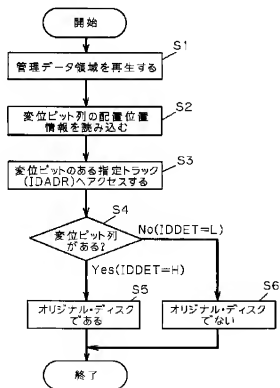 開始
S1
管理データ領域を再生する
S2
変位ビット列の配置位置
情報を読み込む
S3
変位ビットのある指定トラック
(IDADR)へアクセスする
S4
変位ビット列
がある?
No(IDDET=L)
Yes(IDDET=H)
S5
オリジナル・ディスク
である
S6
オリジナル・ディスク
でない
終了